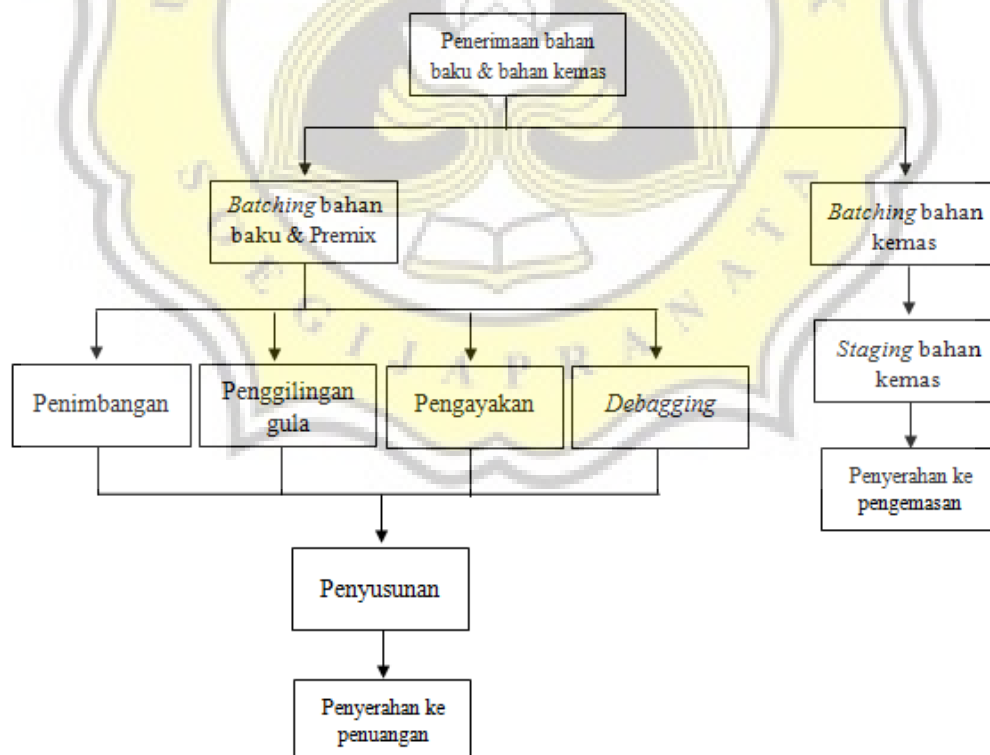 Penerimaan bahan
baku & bahan kemas
Batching bahan
baku & Premix
Batching bahan
kemas
Penimbangan
Penggilingan
gula
Pengayakan
Debagging
Staging bahan
kemas
Penyerahan ke
pengemasan
Penyusunan
Penyerahan ke
penuangan
SOEGIJAPRANATA